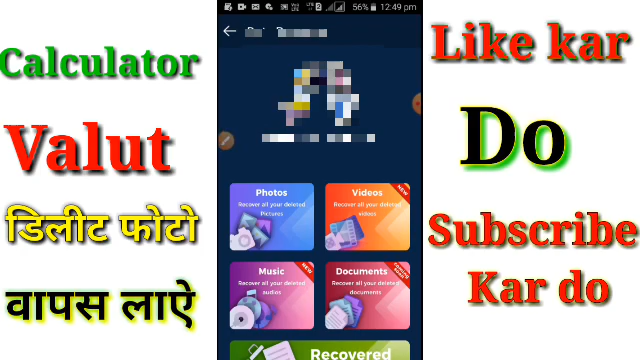 Calculator
Valut
डिलीट फोटो
वापस लाऐ
56% 12:49 pm
Photos
Recover all your deleted
Pictures
Videos
NEW
Recover all your deleted
videos
Music
NEW
Recover all your deleted
audios
Documents
Recover all your deleted
documents
Recovered
Like kar
Do
Subscribe
Kar do